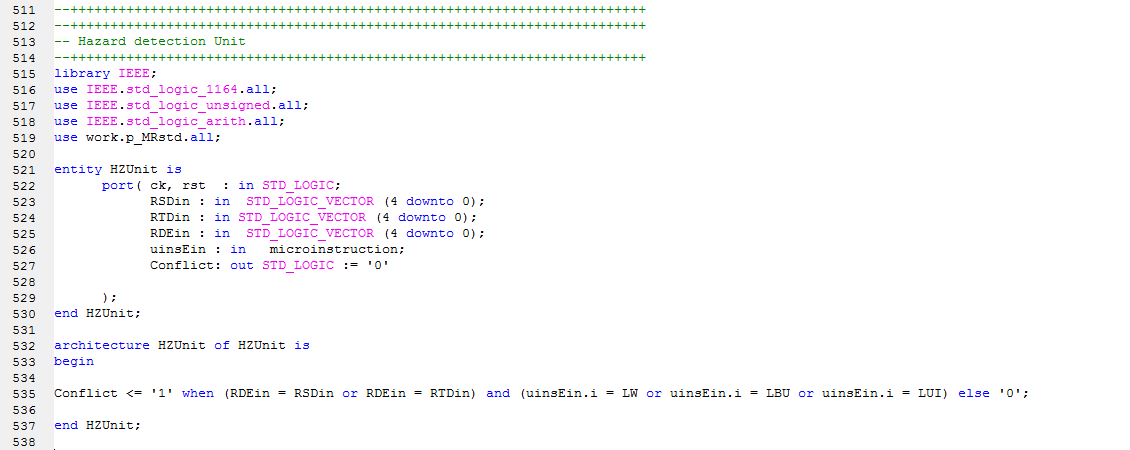 511 --++++++++++++++++++++++++++++++++++++++++++++++++++++++++++++++++++++++++
512 --++++++++++++++++++++++++++++++++++++++++++++++++++++++++++++++++++++++++
513 -- Hazard detection Unit
514 --++++++++++++++++++++++++++++++++++++++++++++++++++++++++++++++++++++++++
515 library IEEE;
516 use IEEE.std_logic_1164.all;
517 use IEEE.std_logic_unsigned.all;
518 use IEEE.std_logic_arith.all;
519 use work.p_MRstd.all;
520
521 entity HZUnit is
522       port( ck, rst  : in STD_LOGIC;
523             RSDin : in  STD_LOGIC_VECTOR (4 downto 0);
524             RTDin : in STD_LOGIC_VECTOR (4 downto 0);
525             RDEin : in  STD_LOGIC_VECTOR (4 downto 0);
526             uinsEin : in   microinstruction;
527             Conflict: out STD_LOGIC := '0'
528
529       );
530 end HZUnit;
531
532 architecture HZUnit of HZUnit is
533 begin
534
535 Conflict <= '1' when (RDEin = RSDin or RDEin = RTDin) and (uinsEin.i = LW or uinsEin.i = LBU or uinsEin.i = LUI) else '0';
536
537 end HZUnit;
538